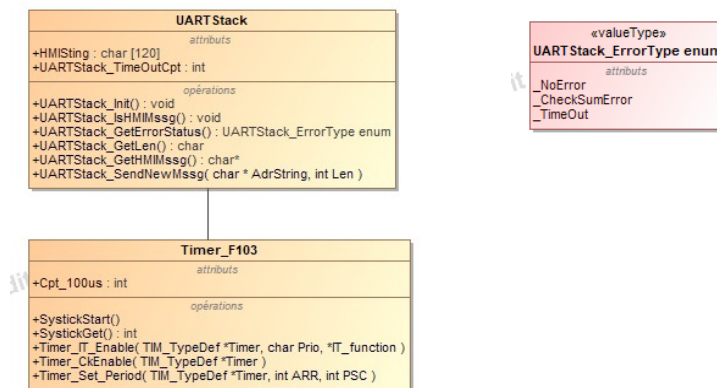 UARTStack
attributs
+HMISting : char [120]
+UARTStack_TimeOutCpt : int
opérations
+UARTStack_Init() : void
+UARTStack_IsHMIMssg() : void
+UARTStack_GetErrorStatus() : UARTStack_ErrorType enum
+UARTStack_GetLen() : char
+UARTStack_GetHMIMssg() : char*
+UARTStack_SendNewMssg( char * AdrString, int Len )
«valueType»
UARTStack_ErrorType enum
attributs
_NoError
_CheckSumError
_TimeOut
Timer_F103
attributs
+Cpt_100us : int
opérations
+SystickStart()
+SystickGet() : int
+Timer_IT_Enable( TIM_TypeDef *Timer, char Prio, *IT_function )
+Timer_CkEnable( TIM_TypeDef *Timer )
+Timer_Set_Period( TIM_TypeDef *Timer, int ARR, int PSC )